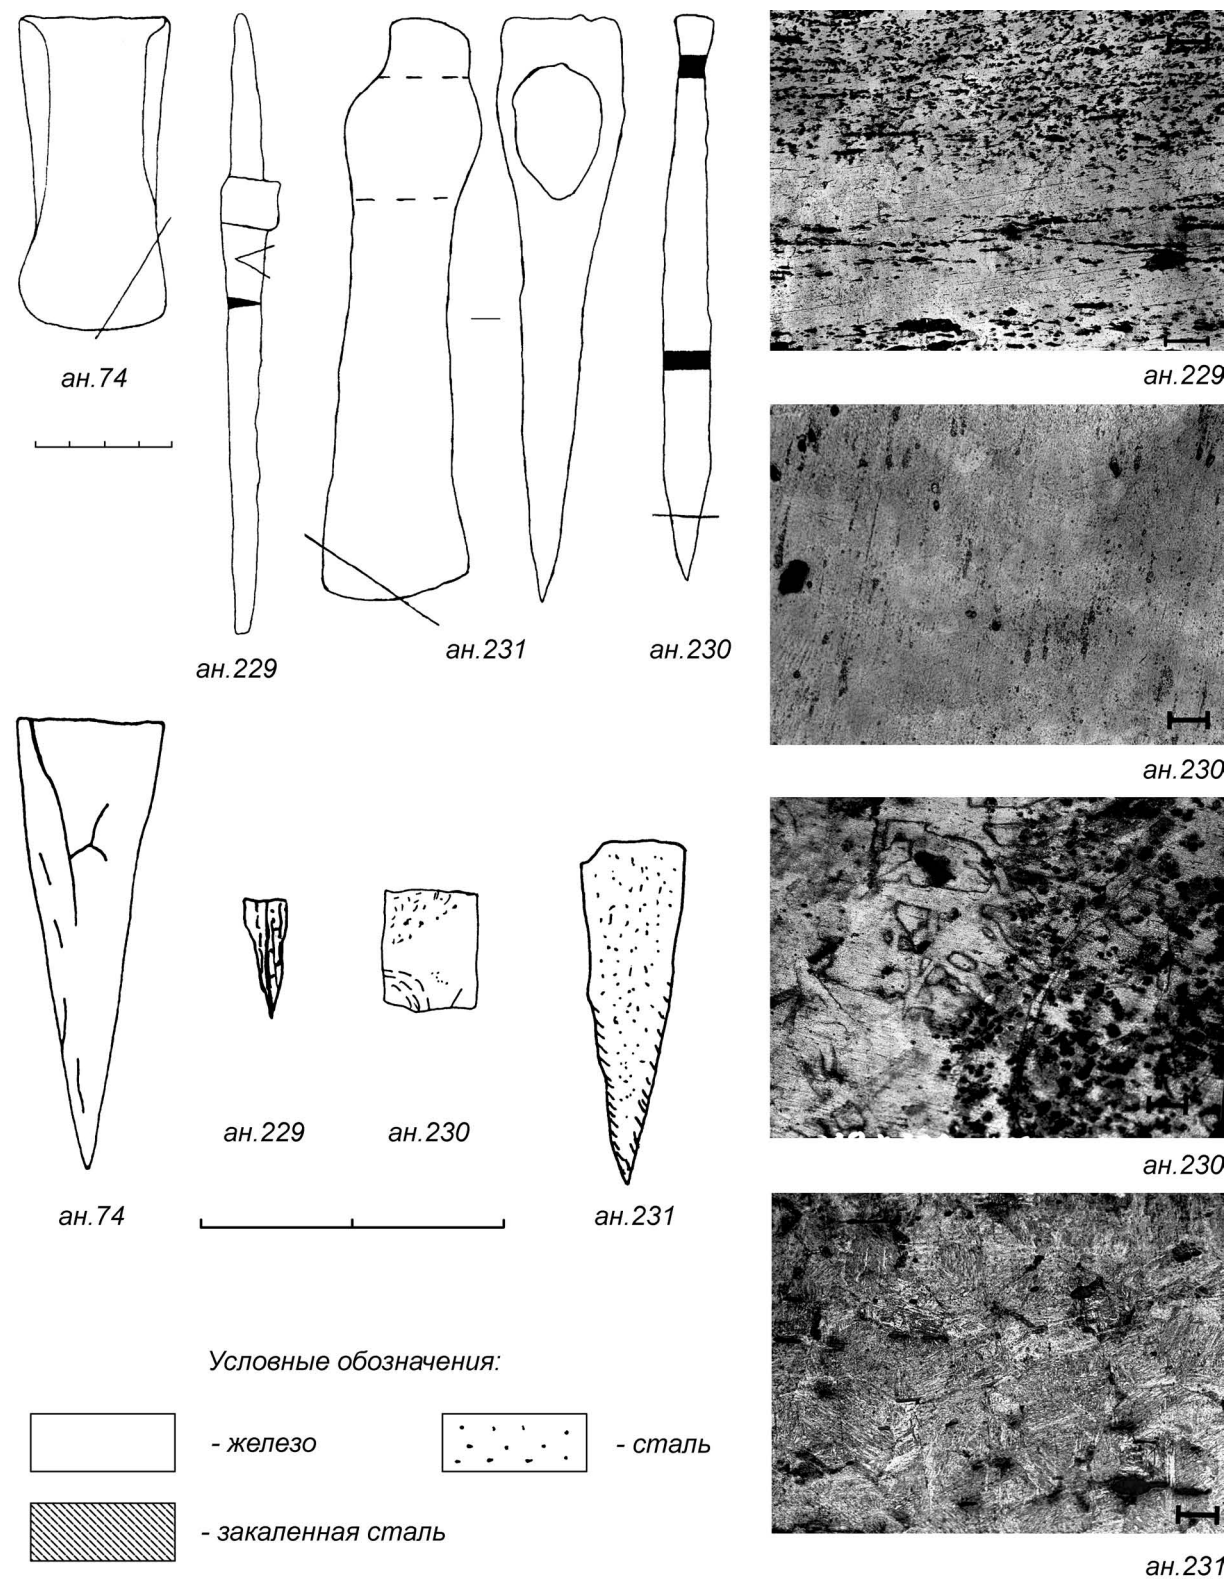 ан.74
ан.229
ан.231
ан.230
ан.229
ан.230
ан.230
ан.231
ан.74
ан.229
ан.230
ан.231
Условные обозначения:
- железо
- сталь
- закаленная сталь